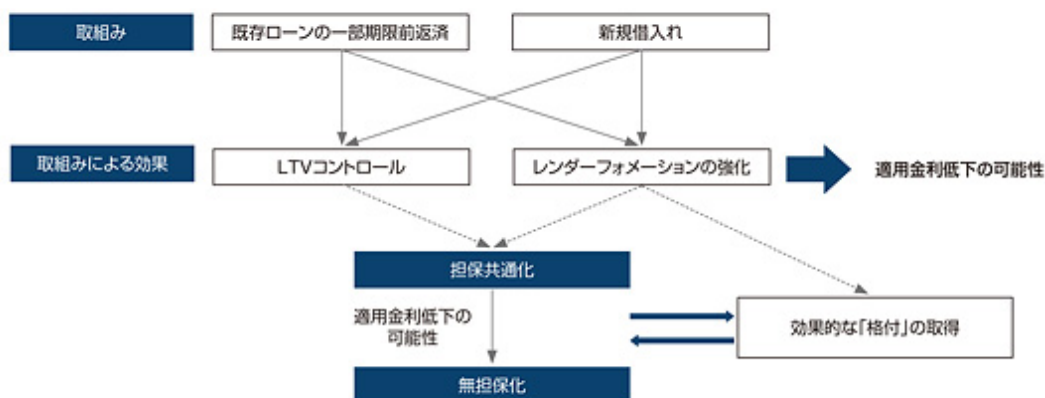 取組み
既存ローンの一部期限前返済
新規借入れ
取組みによる効果
LTVコントロール
レンダーフォメーションの強化
適用金利低下の可能性
担保共通化
適用金利低下の
可能性
効果的な「格付」の取得
無担保化